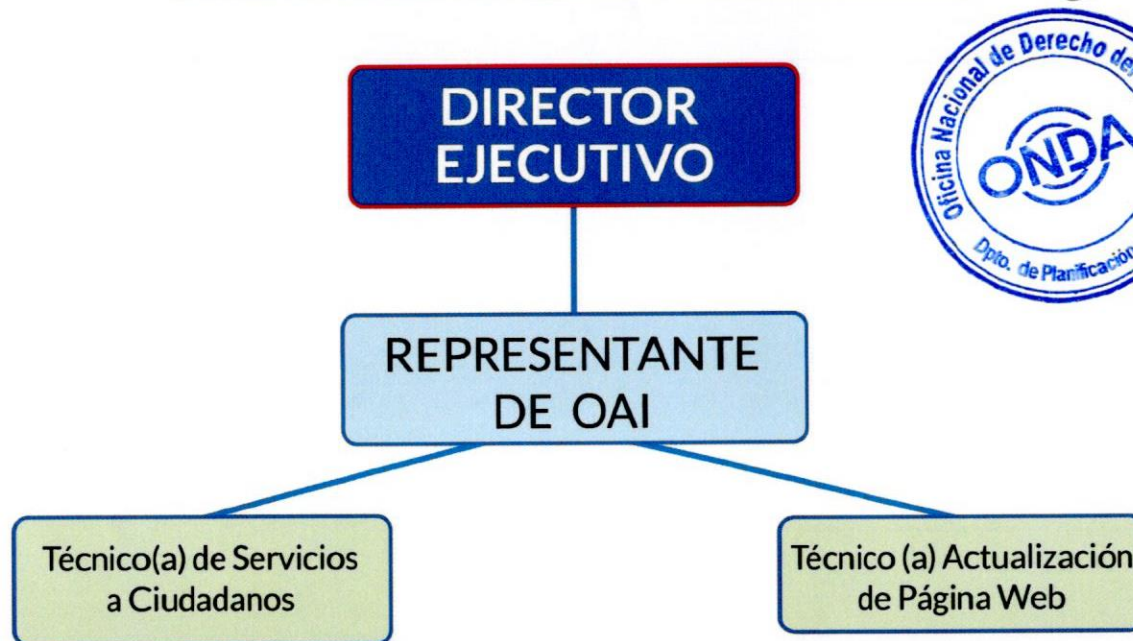 DIRECTOR
EJECUTIVO
Oficina Nacional de Derecho de
ONDA
Dpto. de Planificación
REPRESENTANTE
DE OAI
Técnico(a) de Servicios
a Ciudadanos
Técnico (a) Actualización
de Página Web